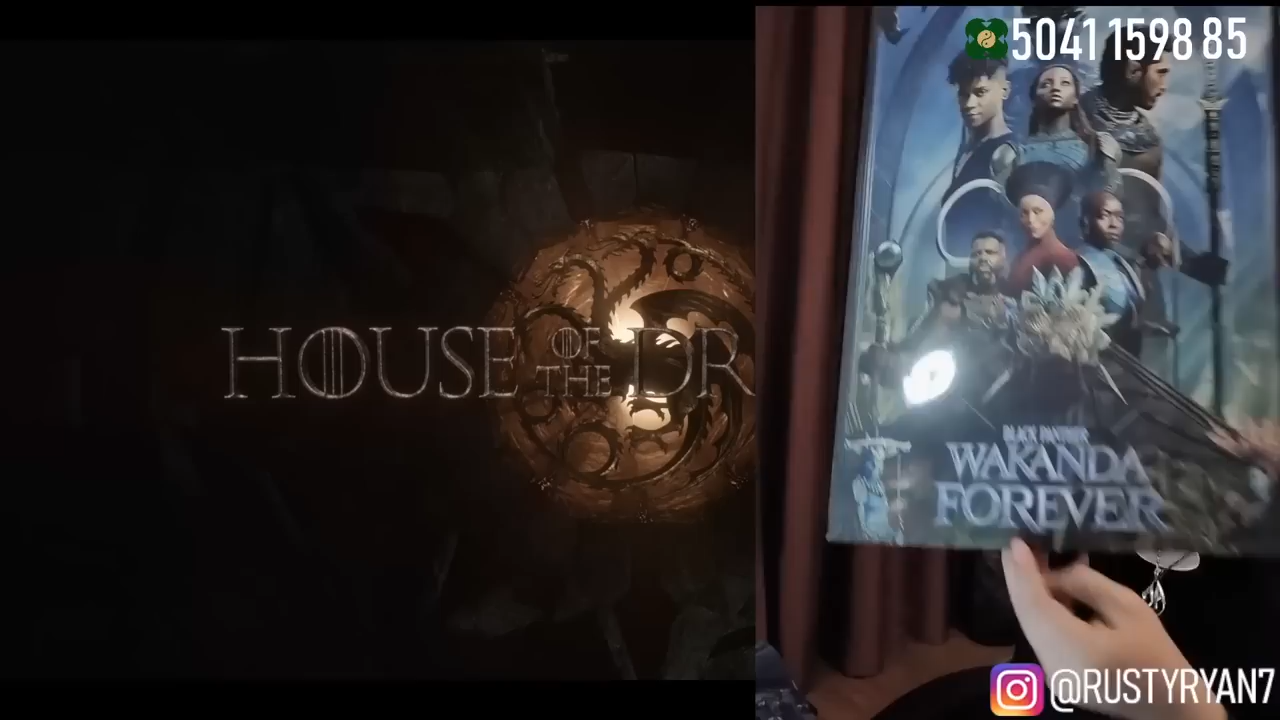 HOUSE OF THE DR
5041 1598 85
BLACK PANTHER
WAKANDA
FOREVER
@RUSTYRYAN7